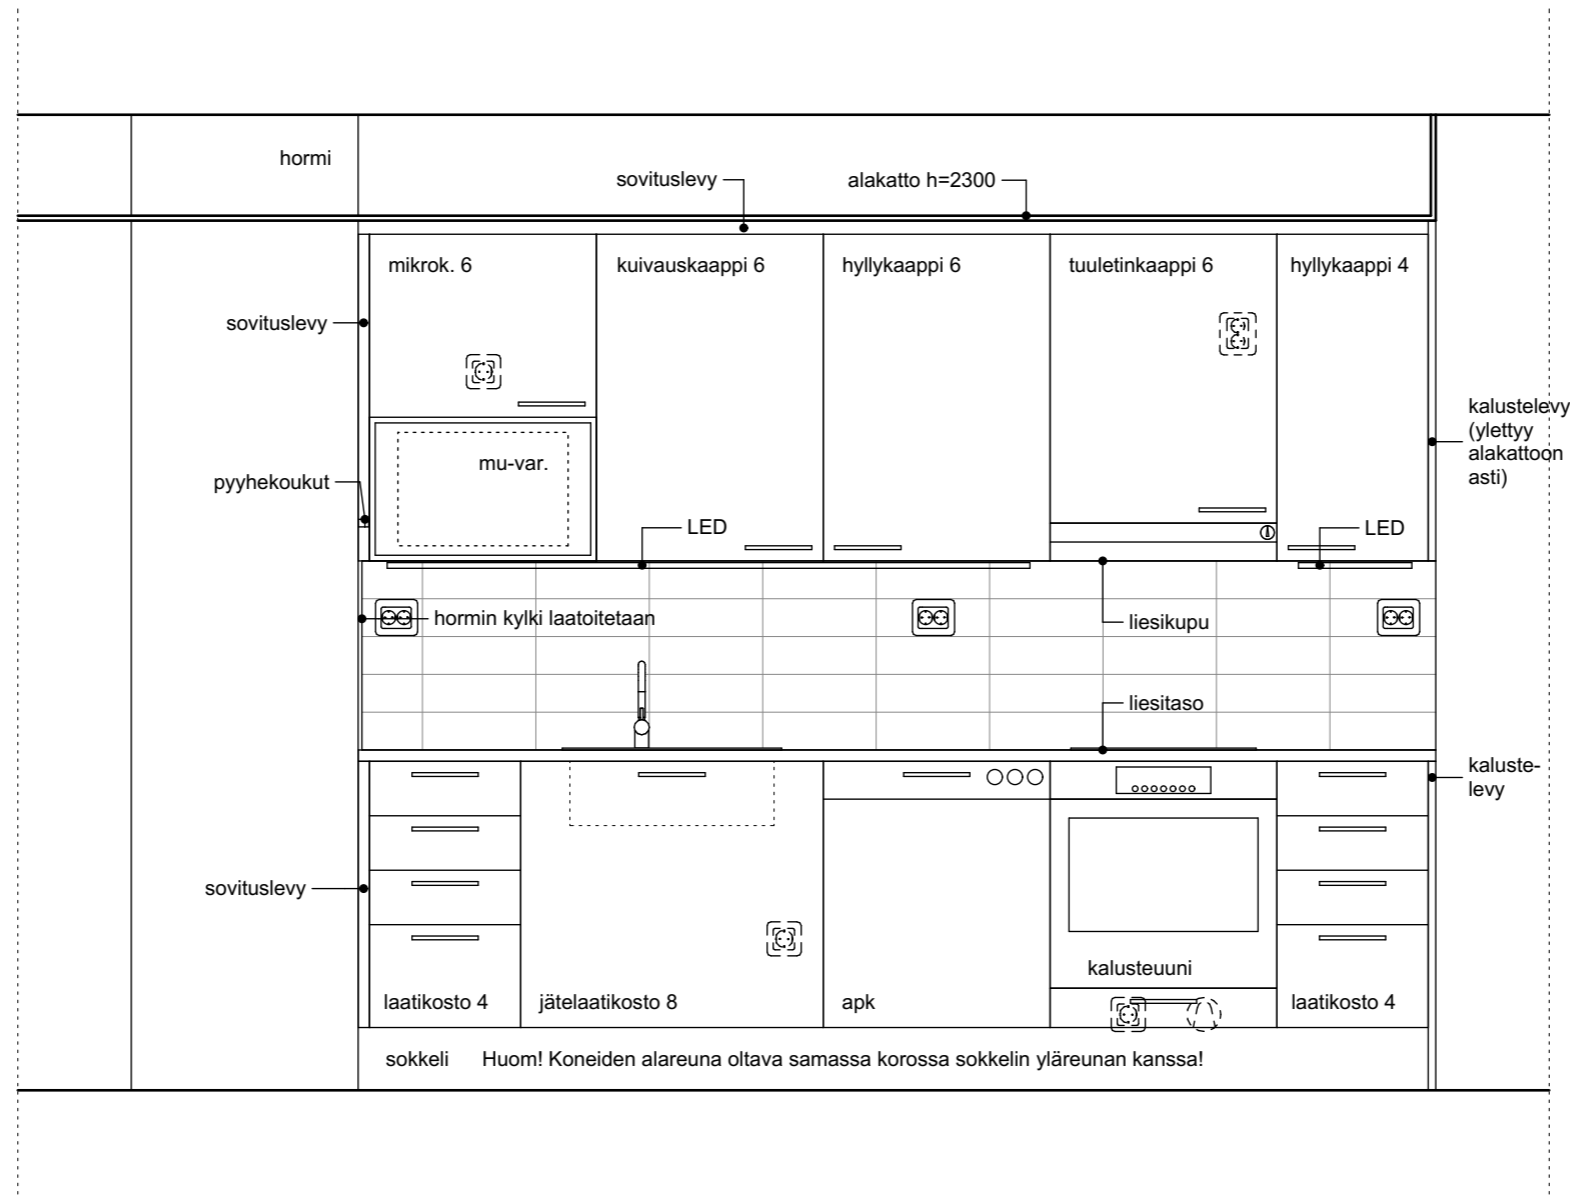 hormi
sovituslevy
alakatto h=2300
mikrok. 6
kuivauskaappi 6
hyllykaappi 6
tuuletinkaappi 6
hyllykaappi 4
sovituslevy
kalustelevy
(ylettyy
alakattoon
asti)
mu-var.
pyyhekoukut
LED
LED
hormin kylki laatoitetaan
liesikupu
liesitaso
kaluste-
levy
sovituslevy
kalusteuuni
laatikosto 4
jätelaatikosto 8
apk
laatikosto 4
sokkeli
Huom! Koneiden alareuna oltava samassa korossa sokkelin yläreunan kanssa!